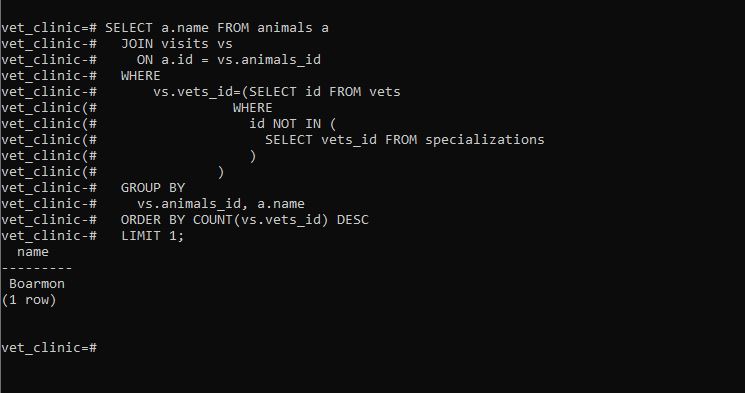 vet_clinic=# SELECT a.name FROM animals a
vet_clinic-#   JOIN visits vs
vet_clinic-#     ON a.id = vs.animals_id
vet_clinic-#   WHERE
vet_clinic-#       vs.vets_id=(SELECT id FROM vets
vet_clinic(#                 WHERE
vet_clinic(#                   id NOT IN (
vet_clinic(#                     SELECT vets_id FROM specializations
vet_clinic(#                   )
vet_clinic(#               )
vet_clinic-#   GROUP BY
vet_clinic-#     vs.animals_id, a.name
vet_clinic-#   ORDER BY COUNT(vs.vets_id) DESC
vet_clinic-#   LIMIT 1;
  name
---------
 Boarmon
(1 row)
vet_clinic=#